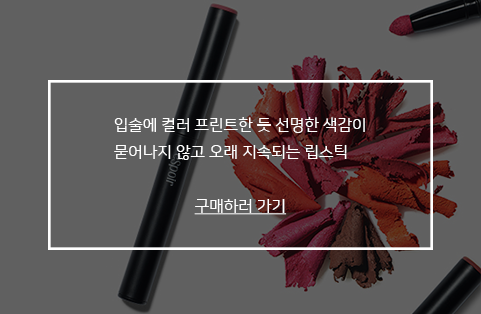 입술에 컬러 프린트한 듯 선명한 색감이
묻어나지 않고 오래 지속되는 립스틱
구매하러 가기